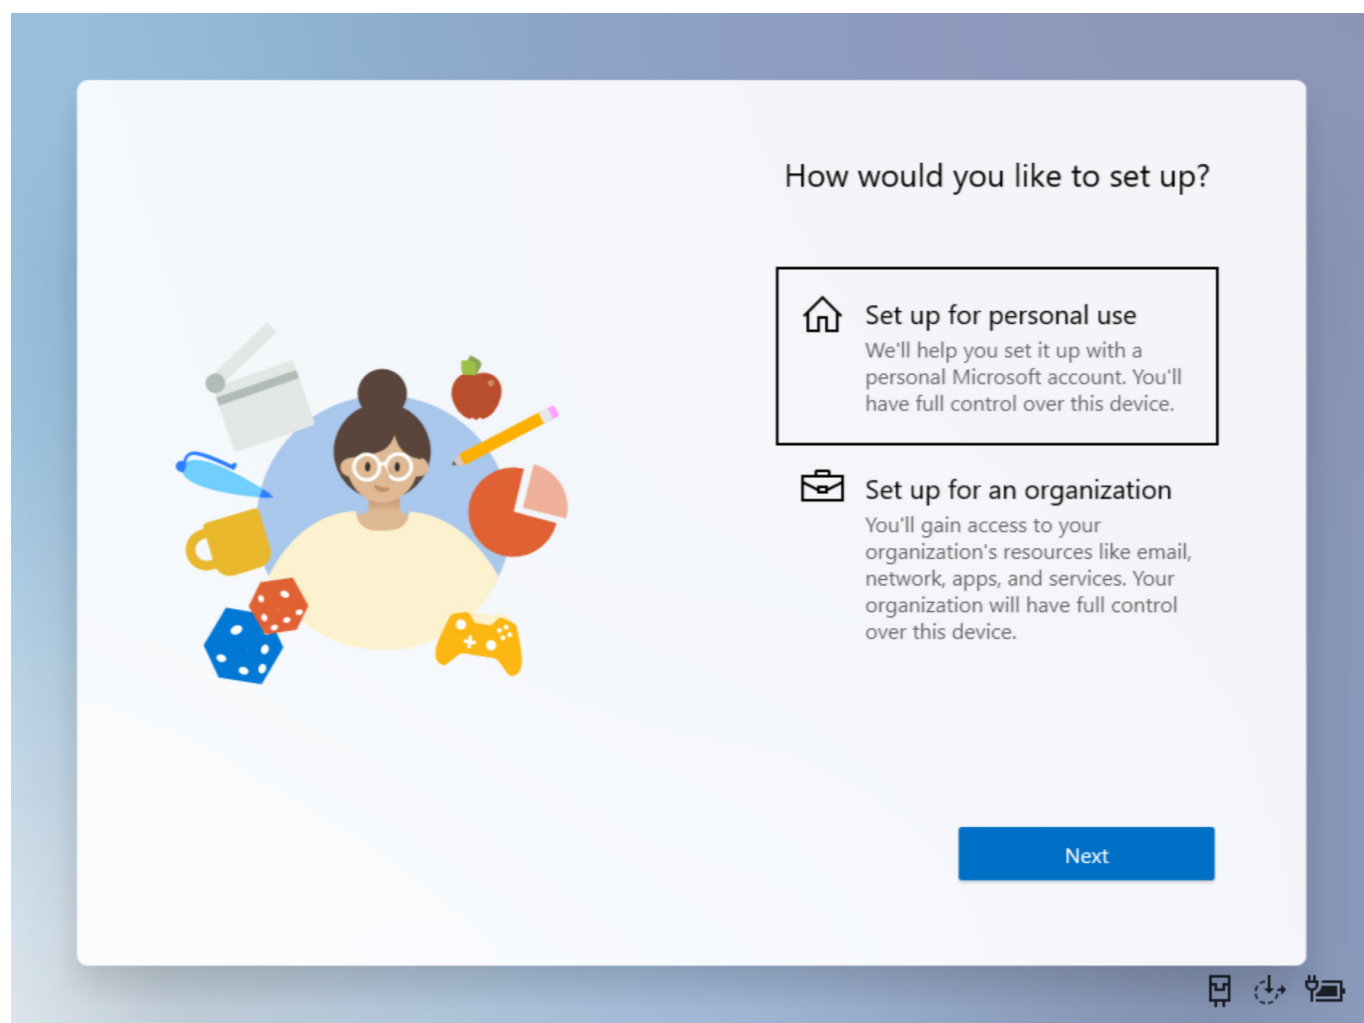 How would you like to set up?
Set up for personal use
We'll help you set it up with a
personal Microsoft account. You'll
have full control over this device.
Set up for an organization
You'll gain access to your
organization's resources like email,
network, apps, and services. Your
organization will have full control
over this device.
Next